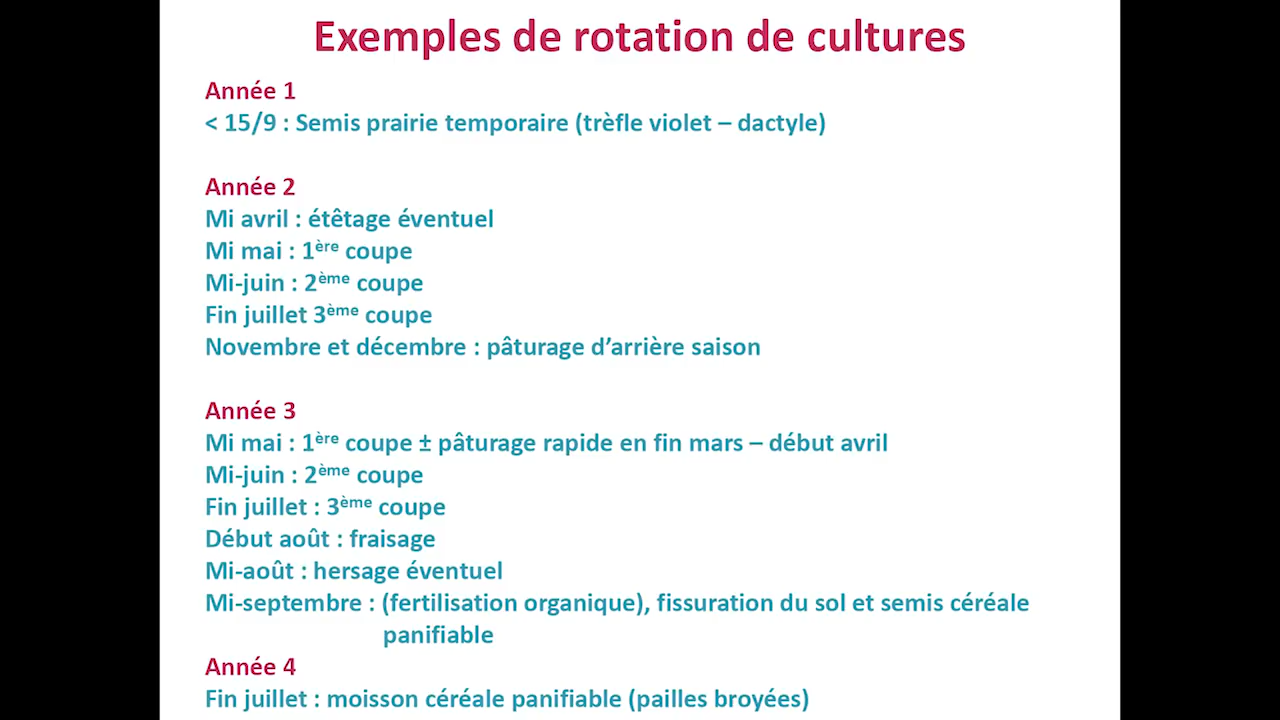 Exemples de rotation de cultures
Année 1
< 15/9 : Semis prairie temporaire (trèfle violet – dactyle)
Année 2
Mi avril : étêtage éventuel
Mi mai : 1ère coupe
Mi-juin : 2ème coupe
Fin juillet 3ème coupe
Novembre et décembre : pâturage d’arrière saison
Année 3
Mi mai : 1ère coupe ± pâturage rapide en fin mars – début avril
Mi-juin : 2ème coupe
Fin juillet : 3ème coupe
Début août : fraisage
Mi-août : hersage éventuel
Mi-septembre : (fertilisation organique), fissuration du sol et semis céréale
panifiable
Année 4
Fin juillet : moisson céréale panifiable (pailles broyées)